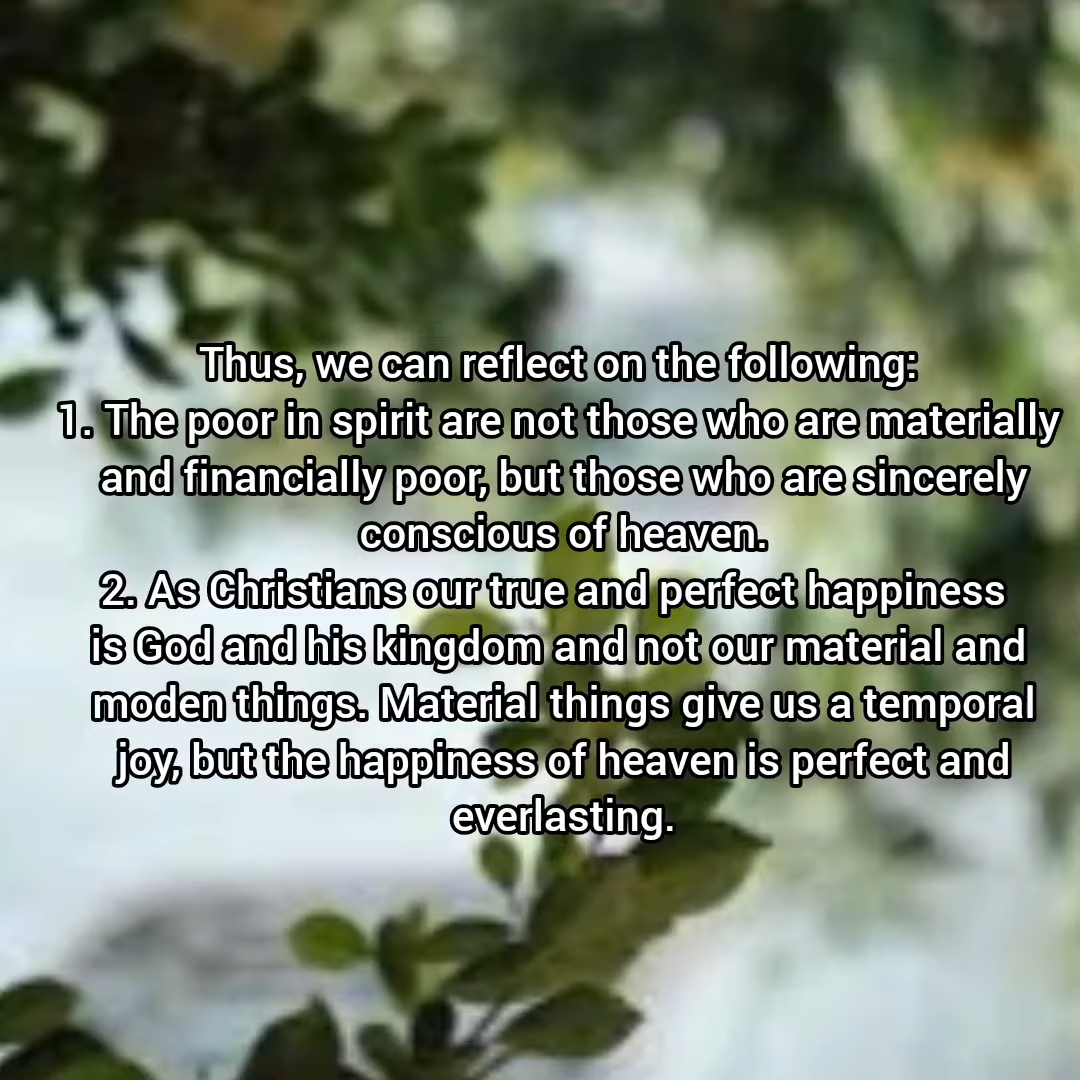 Thus, we can reflect on the following:
1. The poor in spirit are not those who are materially
and financially poor, but those who are sincerely
conscious of heaven.
2. As Christians our true and perfect happiness
is God and his kingdom and not our material and
moden things. Material things give us a temporal
joy, but the happiness of heaven is perfect and
everlasting.